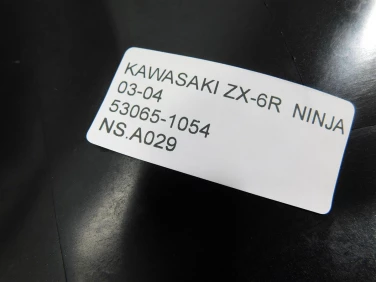 KAWASAKI ZX-6R NINJA
03-04
53065-1054
NS.A029